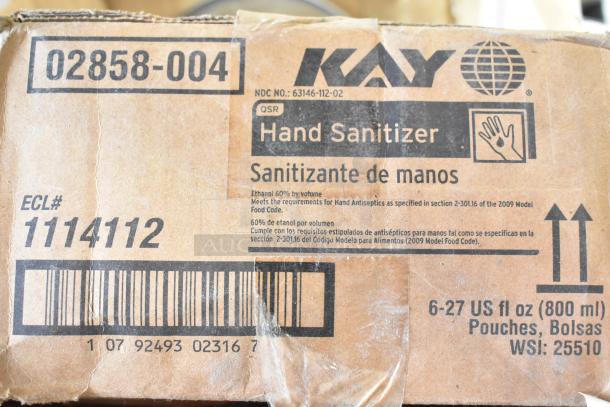 02858-004
KAY
®
NDC NO.: 63146-112-02
QSR
Hand Sanitizer
Sanitizante de manos
Ethanol 60% by volume
Meets the requirements for Hand Antiseptics as specified in section 2-301.16 of the 2009 Model
Food Code.
60% de etanol por volumen
Cumple con los requisitos estipulados de antisépticos para manos tal como se especifican en la
sección 2-301.16 del Código Modelo para Alimentos (2009 Model Food Code).
ECL#
1114112
1 07 92493 02316 7
6-27 US fl oz (800 ml)
Pouches, Bolsas
WSI: 25510